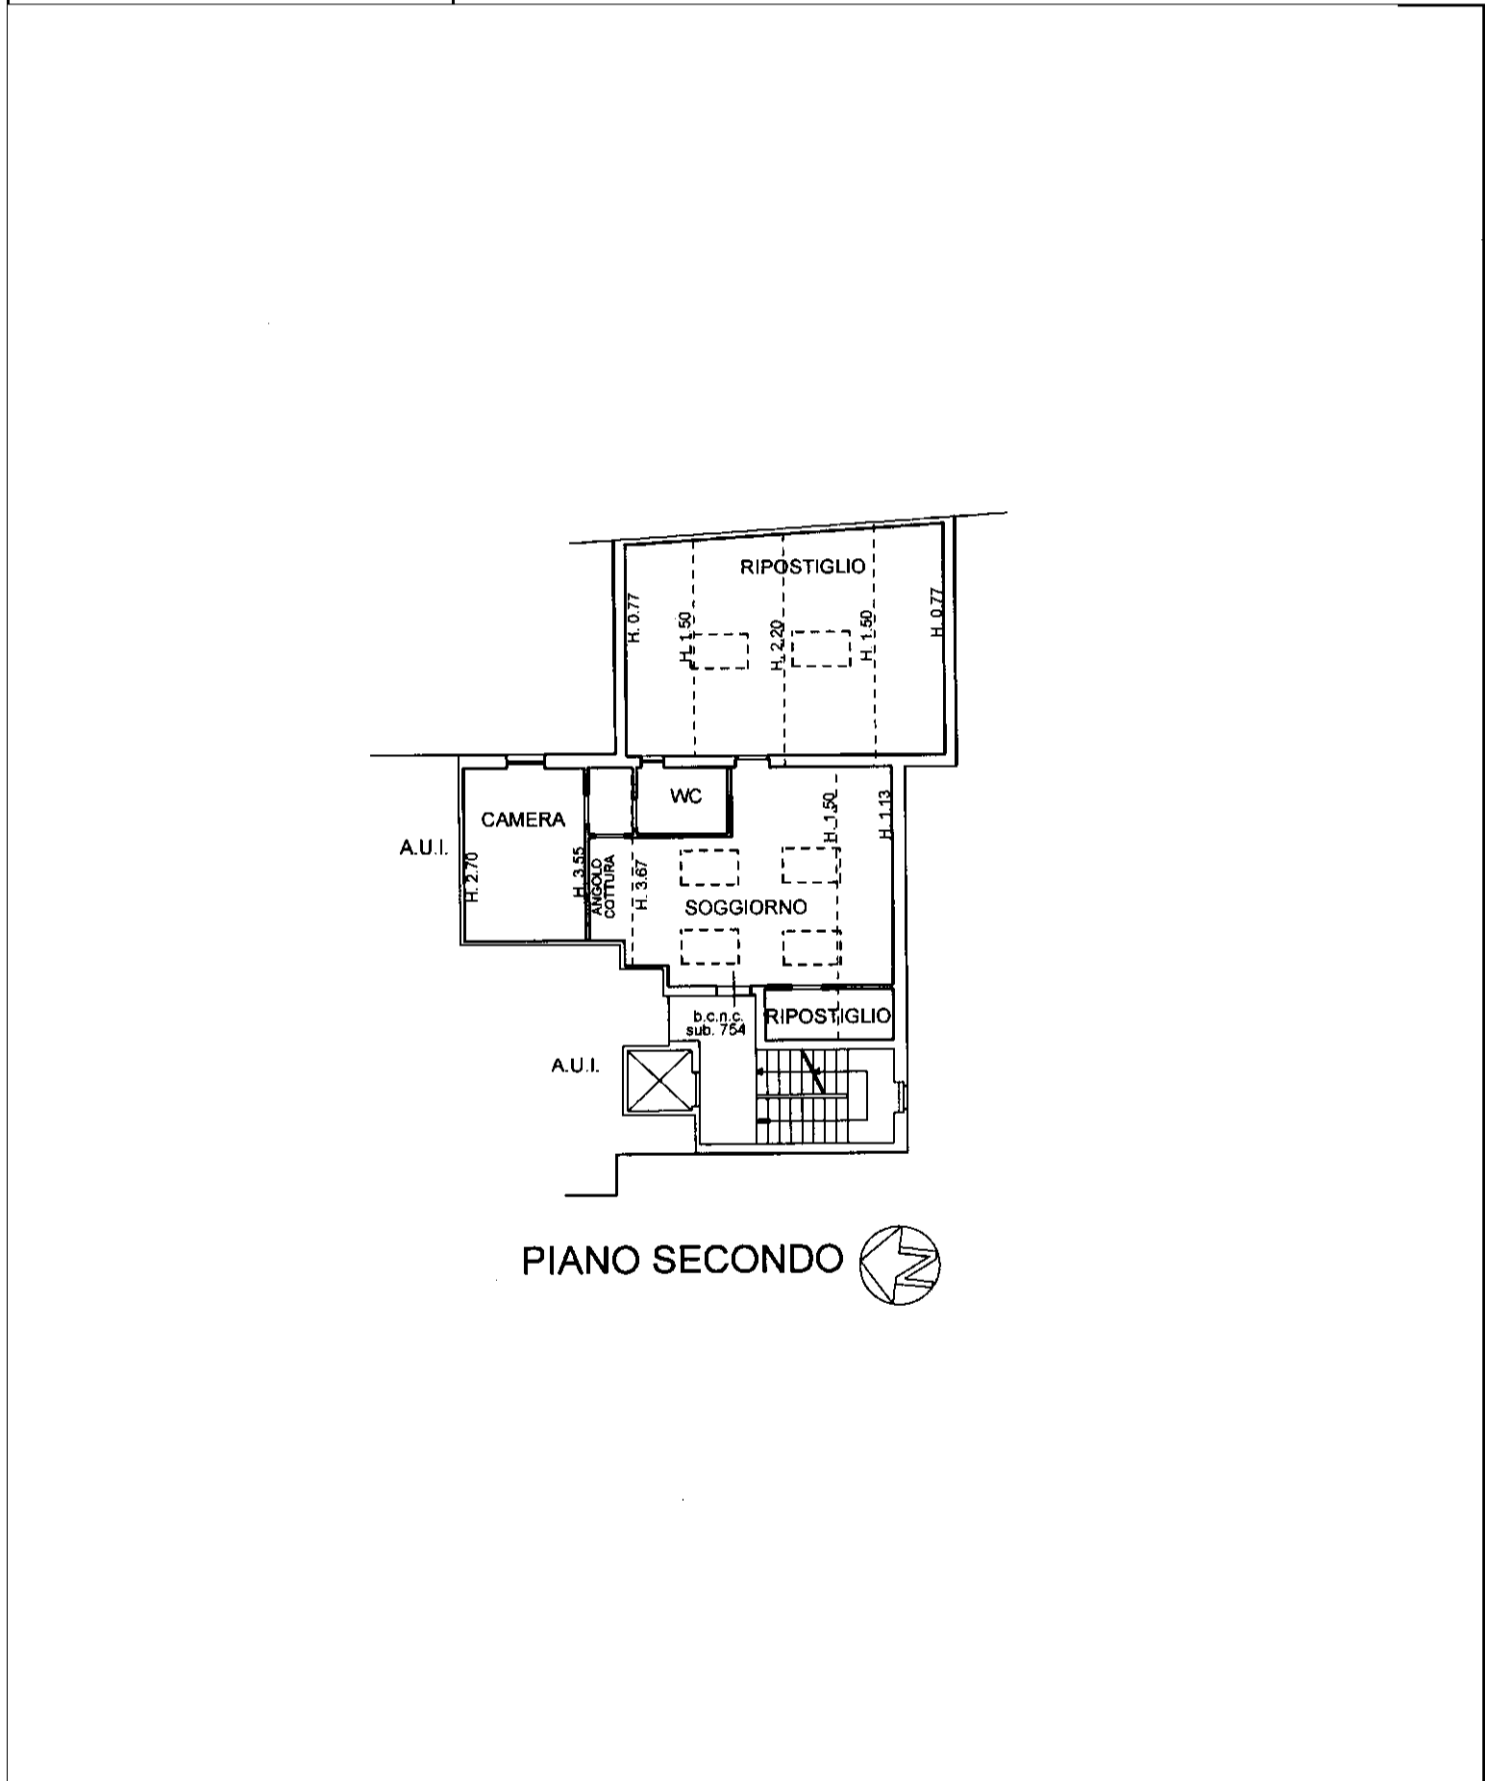 RIPOSTIGLIO
H. 0.77
H. 1.50
H. 2.20
H. 1.50
H. 0.77
WC
CAMERA
H. 1.50
H. 1.13
A.U.I.
H. 2.70
H. 3.55
ANGOLO
COTTURA
H. 3.67
SOGGIORNO
b.c.n.c.
sub. 754
RIPOSTIGLIO
A.U.I.
PIANO SECONDO
N